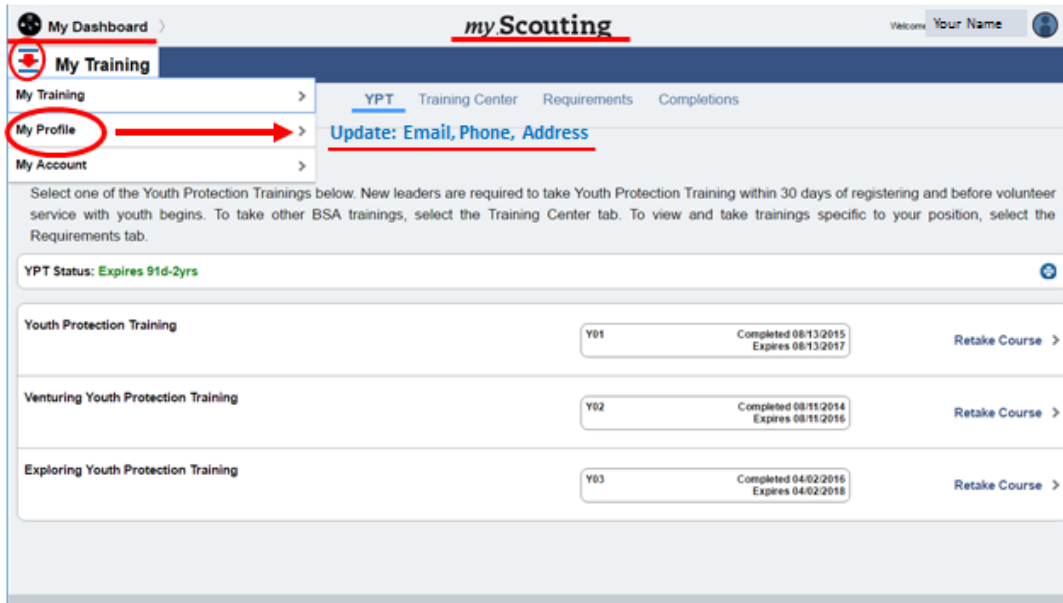 My Dashboard
my.Scouting
Welcome Your Name
My Training
My Training
YPT Training Center Requirements Completions
My Profile
Update: Email, Phone, Address
My Account
Select one of the Youth Protection Trainings below. New leaders are required to take Youth Protection Training within 30 days of registering and before volunteer
service with youth begins. To take other BSA trainings, select the Training Center tab. To view and take trainings specific to your position, select the
Requirements tab.
YPT Status: Expires 91d-2yrs
Youth Protection Training
Y01 Completed 08/13/2015
Expires 08/13/2017
Retake Course
Venturing Youth Protection Training
Y02 Completed 08/11/2014
Expires 08/11/2016
Retake Course
Exploring Youth Protection Training
Y03 Completed 04/02/2016
Expires 04/02/2018
Retake Course